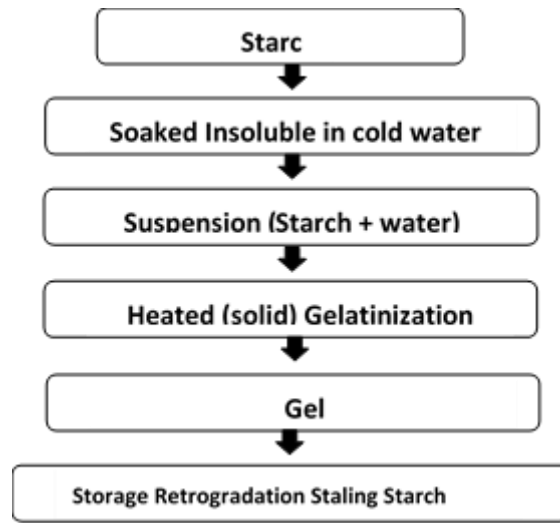 Starc
Soaked Insoluble in cold water
Suspension (Starch + water)
Heated (solid) Gelatinization
Gel
Storage Retrogradation Staling Starch